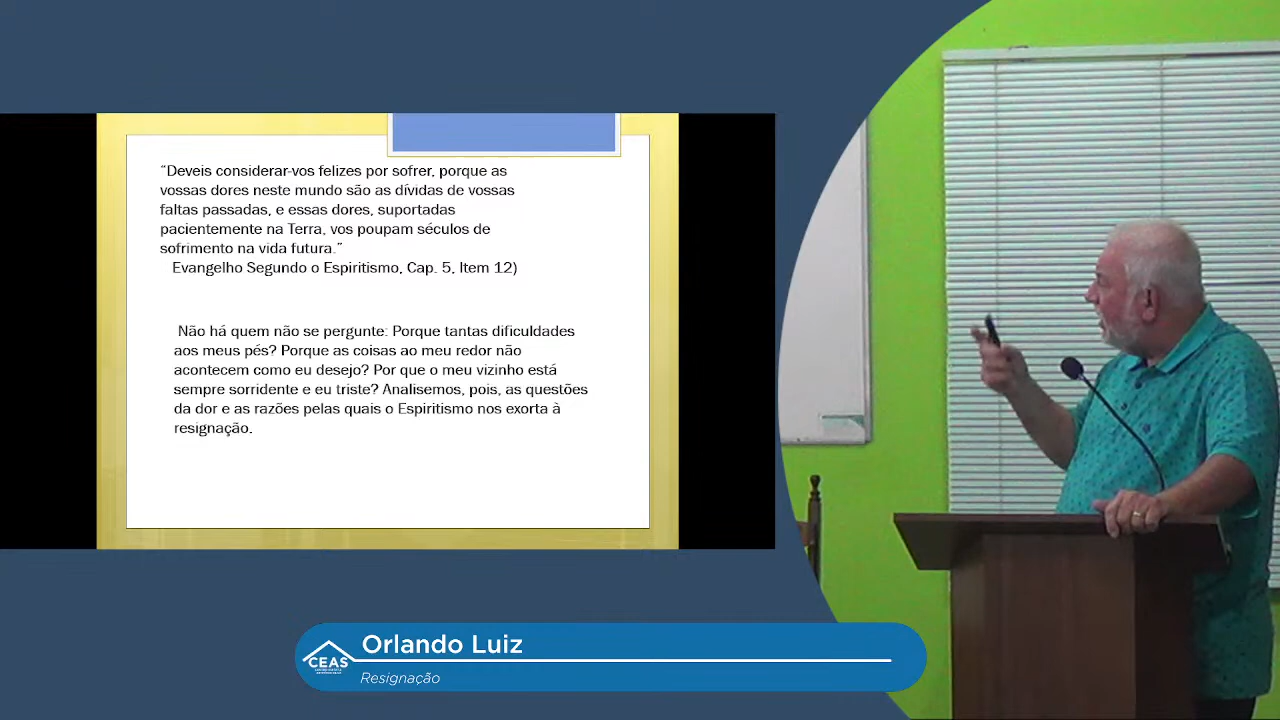 “Deveis considerar-vos felizes por sofrer, porque as
vossas dores neste mundo são as dívidas de vossas
faltas passadas, e essas dores, suportadas
pacientemente na Terra, vos poupam séculos de
sofrimento na vida futura.”
Evangelho Segundo o Espiritismo, Cap. 5, Item 12)
Não há quem não se pergunte: Porque tantas dificuldades
aos meus pés? Porque as coisas ao meu redor não
acontecem como eu desejo? Por que o meu vizinho está
sempre sorridente e eu triste? Analisemos, pois, as questões
da dor e as razões pelas quais o Espiritismo nos exorta à
resignação.
Orlando Luiz
CEAS
Resignação